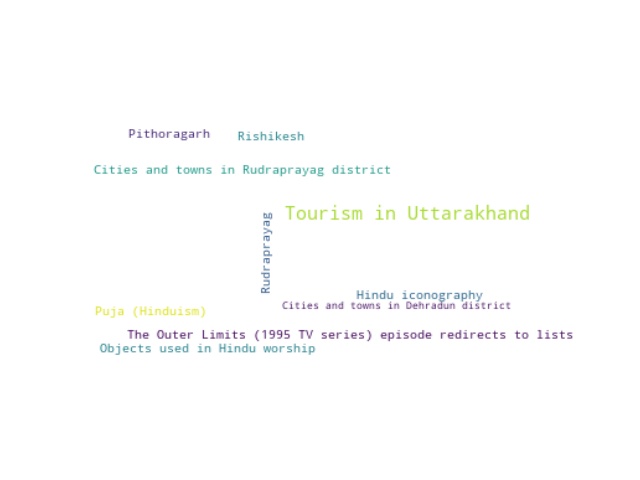 Pithoragarh
Rishikesh
Cities and towns in Rudraprayag district
Tourism in Uttarakhand
Rudraprayag
Hindu iconography
Cities and towns in Dehradun district
Puja (Hinduism)
The Outer Limits (1995 TV series) episode redirects to lists
Objects used in Hindu worship